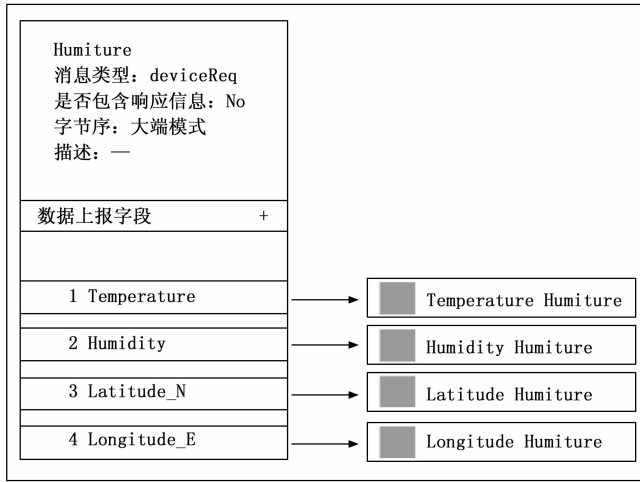 Humiture
消息类型：deviceReq
是否包含响应信息：No
字节序：大端模式
描述：—
数据上报字段 +
1 Temperature
Temperature Humiture
2 Humidity
Humidity Humiture
3 Latitude_N
Latitude Humiture
4 Longitude_E
Longitude Humiture